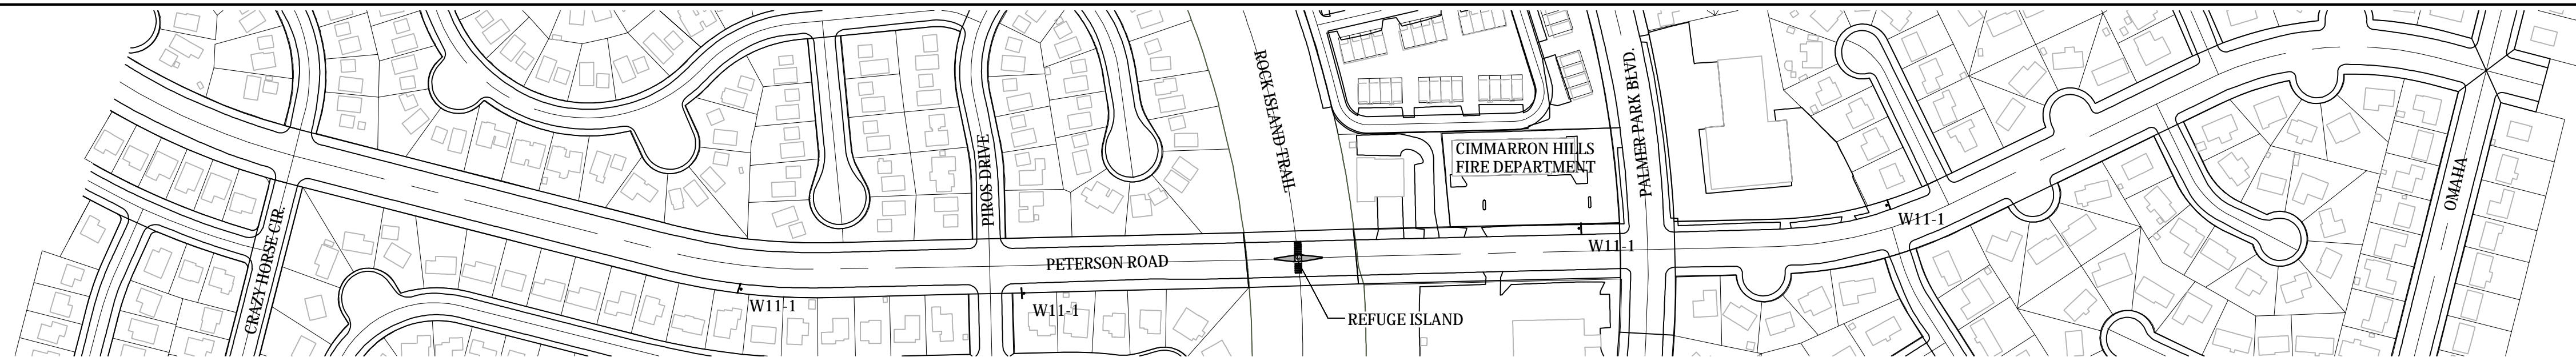 CRAZY HORSE CIR.
W11-1
PIROS DRIVE
W11-1
PETERSON ROAD
ROCK ISLAND TRAIL
REFUGE ISLAND
CIMMARRON HILLS
FIRE DEPARTMENT
W11-1
PALMER PARK BLVD.
W11-1
OMAHA